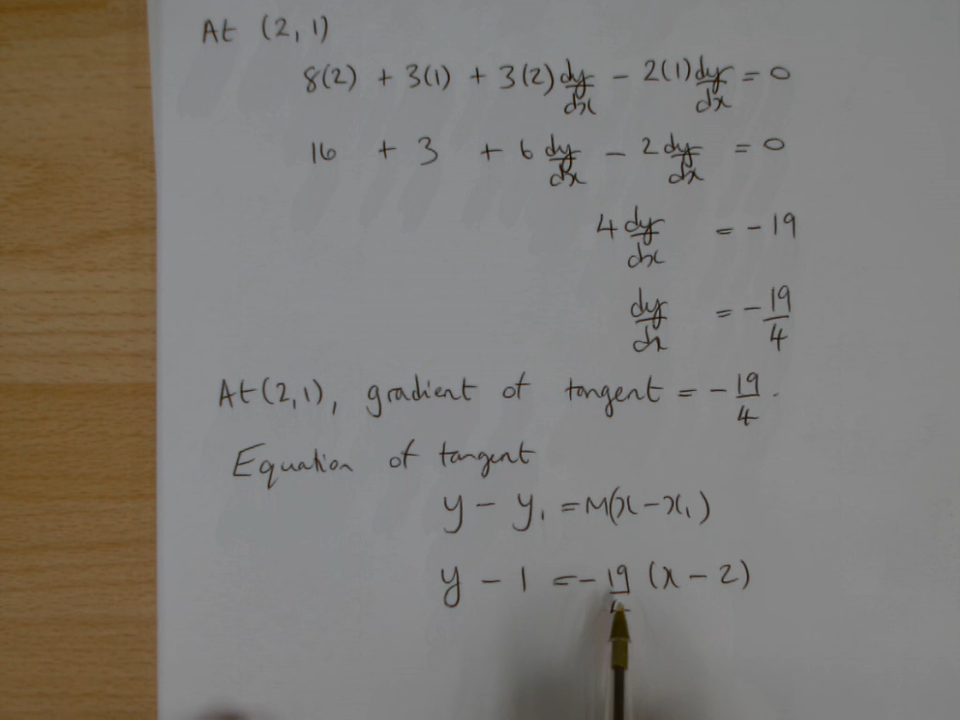 At (2,1)
8(2) + 3(1) + 3(2) dy/dx - 2(1) dy/dx = 0
16 + 3 + 6 dy/dx - 2 dy/dx = 0
4 dy/dx = -19
dy/dx = -19/4
At (2,1), gradient of tangent = -19/4.
Equation of tangent
y - y₁ = M(x - x₁)
y - 1 = -19/4 (x - 2)